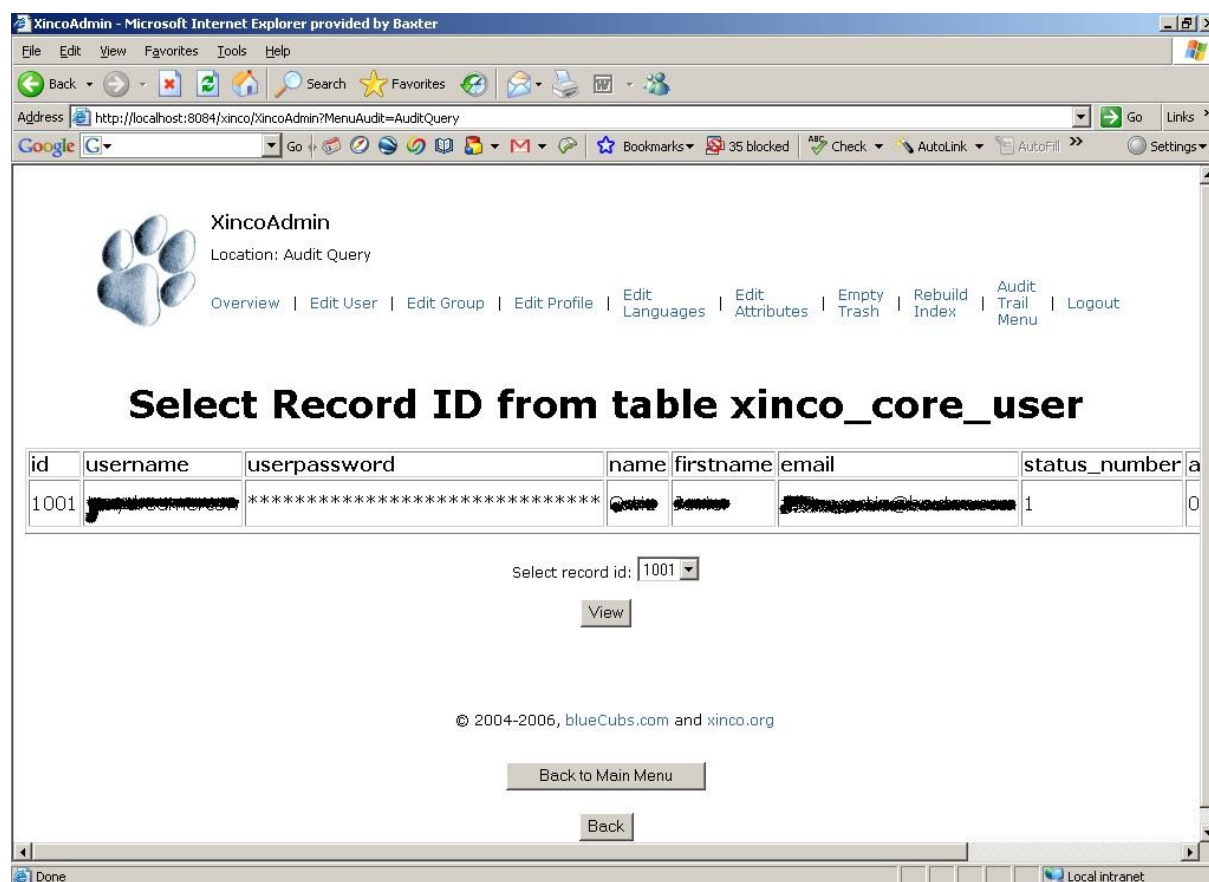 XincoAdmin - Microsoft Internet Explorer provided by Baxter
File Edit View Favorites Tools Help
Back Search Favorites
Address http://localhost:8084/xinco/XincoAdmin?MenuAudit=AuditQuery Go Links
Google G Go Bookmarks 35 blocked ABC Check AutoLink AutoFill Settings
XincoAdmin
Location: Audit Query
Overview | Edit User | Edit Group | Edit Profile | Edit Languages | Edit Attributes | Empty Trash | Rebuild Index | Audit Trail Menu | Logout
Select Record ID from table xinco_core_user
id username userpassword name firstname email status_number a
1001 ******************************* 1 0
Select record id: 1001
View
© 2004-2006, blueCubs.com and xinco.org
Back to Main Menu
Back
Done Local intranet